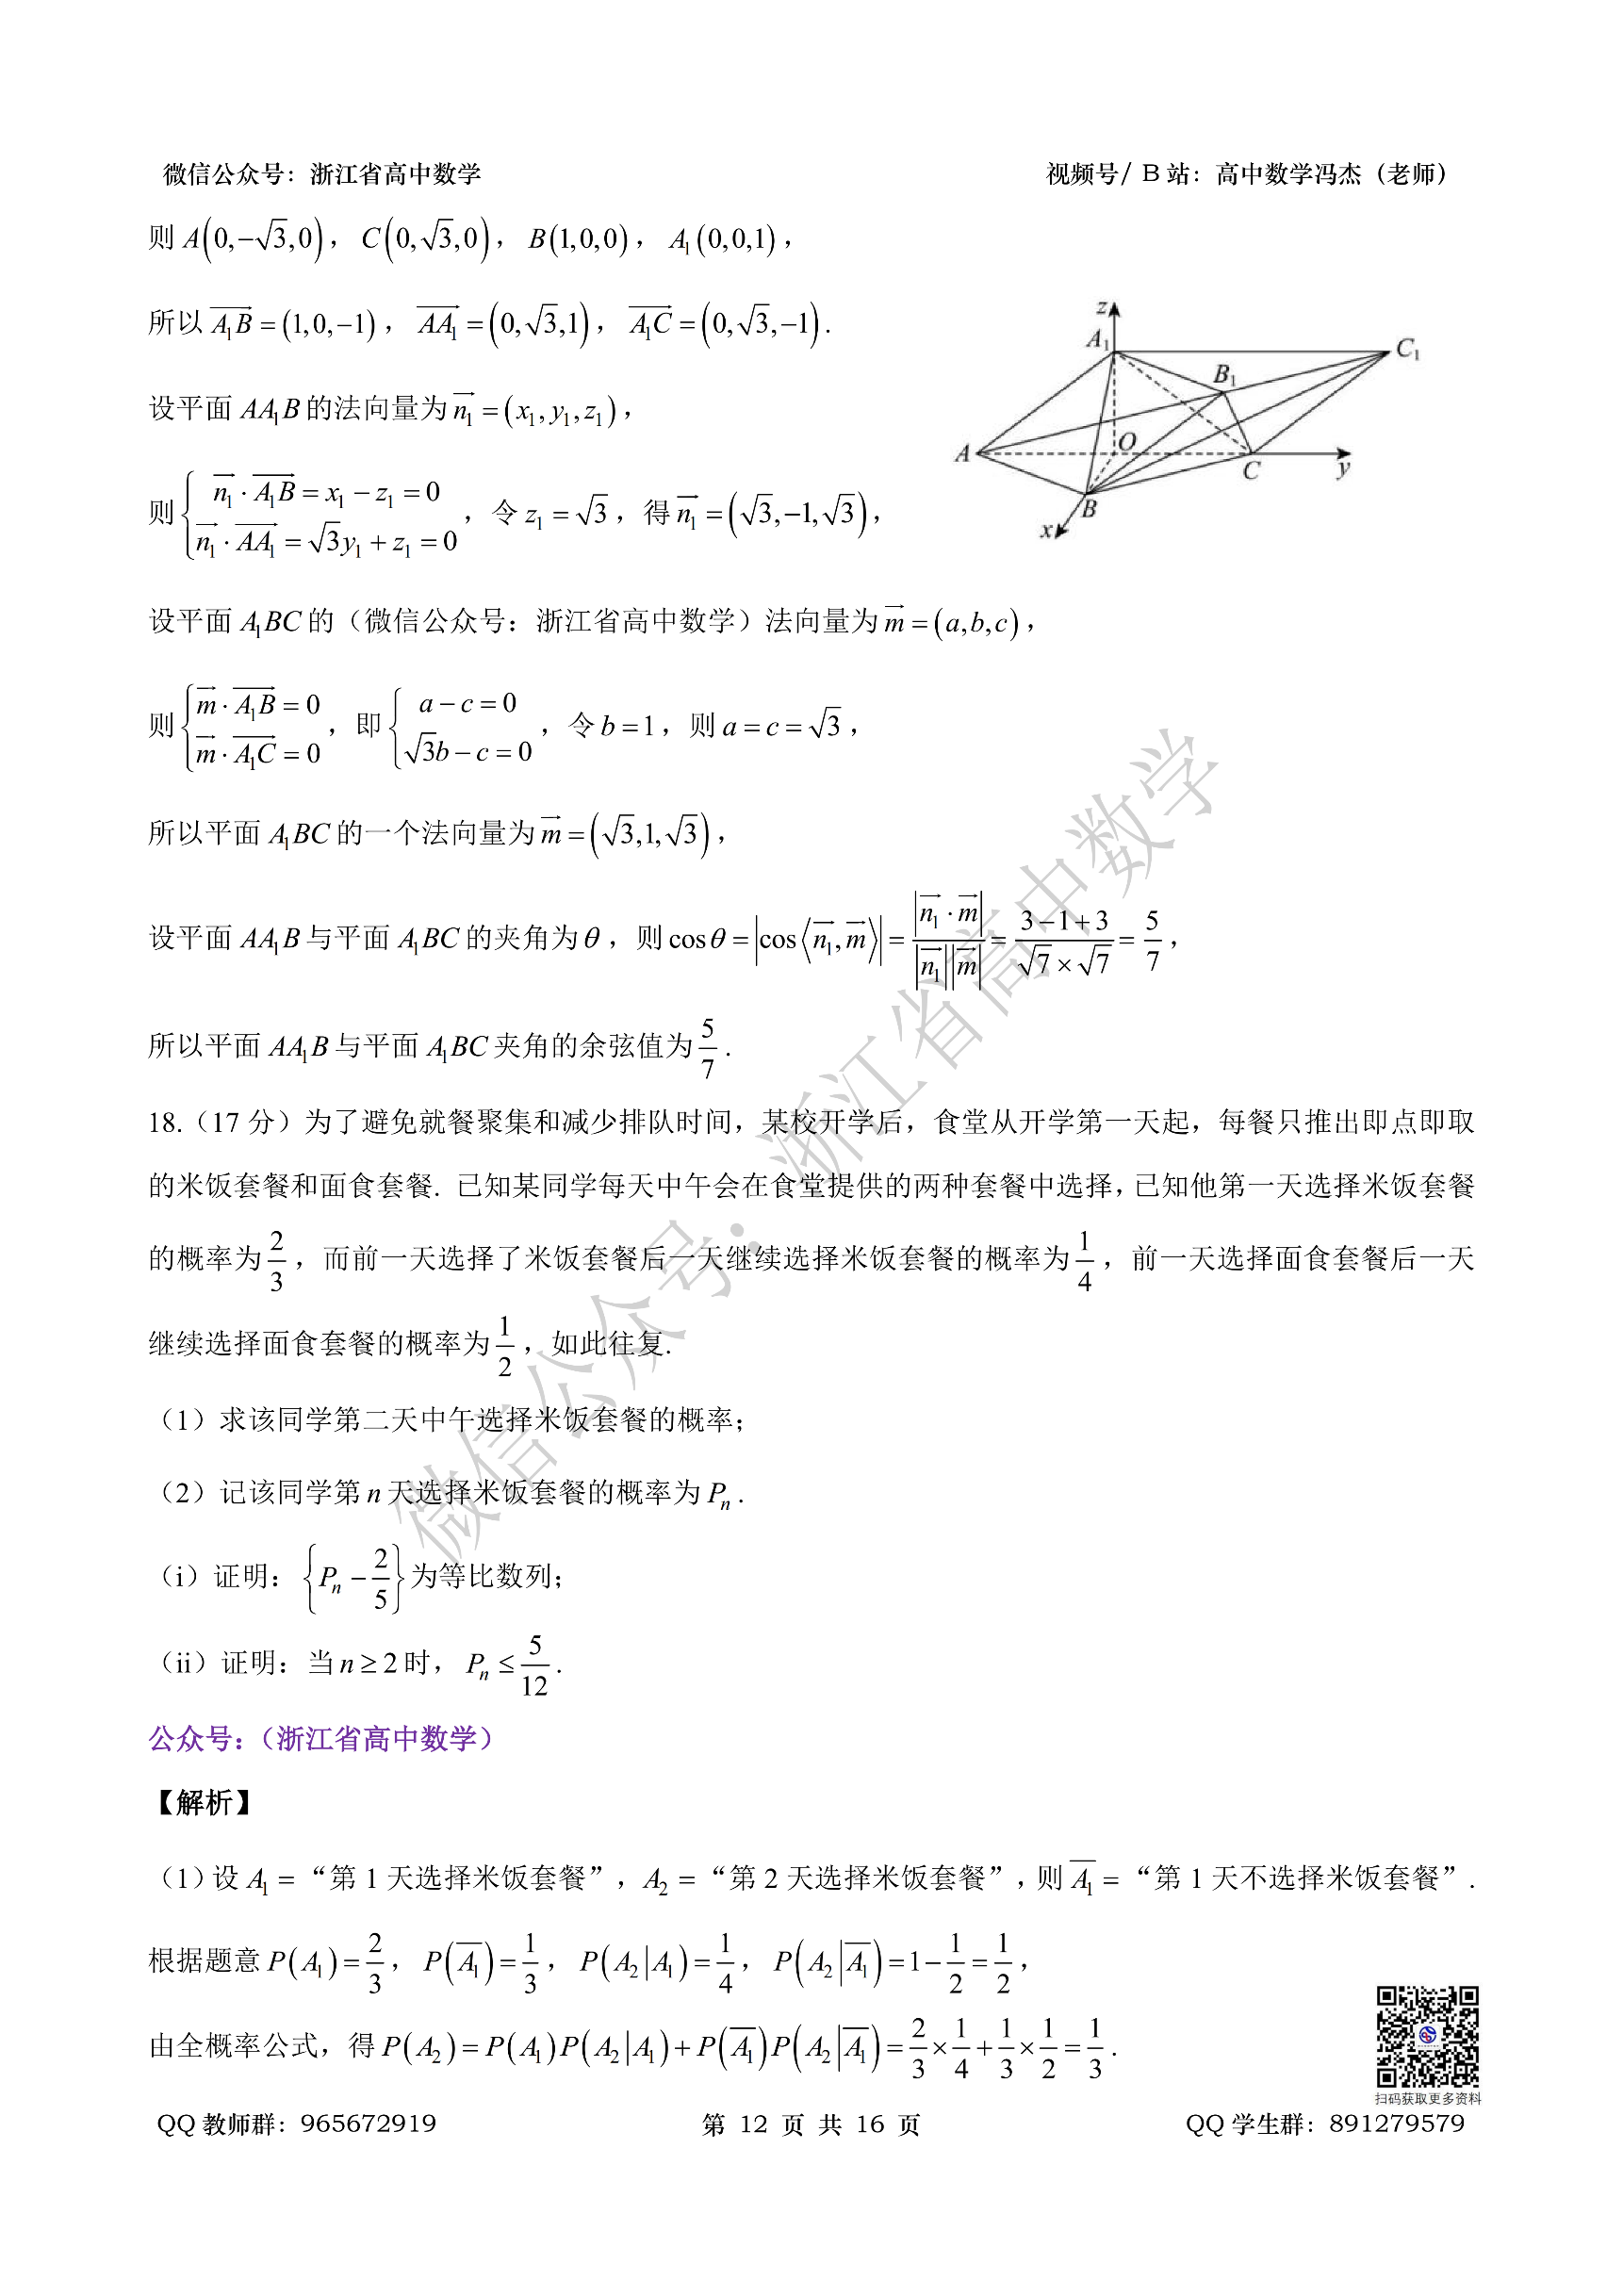 微信公众号：浙江省高中数学 视频号/ B 站：高中数学冯杰（老师）
则 A(0,−√3,0)，C(0,√3,0)，B(1,0,0)，A₁(0,0,1)，
所以 A₁B→ = (1,0,−1)，AA₁→ = (0,√3,1)，A₁C→ = (0,√3,−1).
设平面 AA₁B 的法向量为 n₁→ = (x₁,y₁,z₁)，
则 { n₁→ · A₁B→ = x₁ − z₁ = 0
n₁→ · AA₁→ = √3y₁ + z₁ = 0 ，令 z₁ = √3，得 n₁→ = (√3,−1,√3)，
z
A₁
C₁
B₁
A
O
C
y
B
x
设平面 A₁BC 的（微信公众号：浙江省高中数学）法向量为 m→ = (a,b,c)，
则 { m→ · A₁B→ = 0
m→ · A₁C→ = 0 ，即 { a − c = 0
√3b − c = 0 ，令 b = 1，则 a = c = √3，
所以平面 A₁BC 的一个法向量为 m→ = (√3,1,√3)，
设平面 AA₁B 与平面 A₁BC 的夹角为 θ，则 cos θ = |cos⟨n₁→,m→⟩| = |n₁→ · m→| / |n₁→||m→| = (3−1+3)/(√7×√7) = 5/7，
所以平面 AA₁B 与平面 A₁BC 夹角的余弦值为 5/7.
18.（17 分）为了避免就餐聚集和减少排队时间，某校开学后，食堂从开学第一天起，每餐只推出即点即取
的米饭套餐和面食套餐. 已知某同学每天中午会在食堂提供的两种套餐中选择，已知他第一天选择米饭套餐
的概率为 2/3，而前一天选择了米饭套餐后一天继续选择米饭套餐的概率为 1/4，前一天选择面食套餐后一天
继续选择面食套餐的概率为 1/2，如此往复.
（1）求该同学第二天中午选择米饭套餐的概率；
（2）记该同学第 n 天选择米饭套餐的概率为 Pₙ.
（i）证明：{Pₙ − 2/5} 为等比数列；
（ii）证明：当 n ≥ 2 时，Pₙ ≤ 5/12.
公众号：（浙江省高中数学）
【解析】
（1）设 A₁ = “第 1 天选择米饭套餐”，A₂ = “第 2 天选择米饭套餐”，则 A̅₁ = “第 1 天不选择米饭套餐”.
根据题意 P(A₁) = 2/3，P(A̅₁) = 1/3，P(A₂|A₁) = 1/4，P(A₂|A̅₁) = 1 − 1/2 = 1/2，
由全概率公式，得 P(A₂) = P(A₁)P(A₂|A₁) + P(A̅₁)P(A₂|A̅₁) = 2/3 × 1/4 + 1/3 × 1/2 = 1/3.
扫码获取更多资料
QQ 教师群：965672919 第 12 页 共 16 页 QQ 学生群：891279579
微信公众号：浙江省高中数学